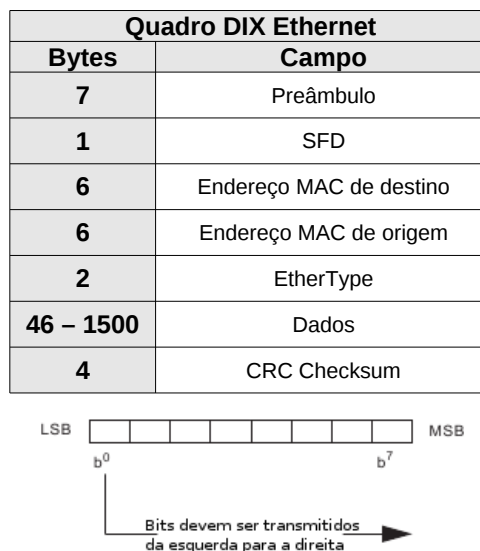 Quadro DIX Ethernet
Bytes Campo
7 Preâmbulo
1 SFD
6 Endereço MAC de destino
6 Endereço MAC de origem
2 EtherType
46 – 1500 Dados
4 CRC Checksum
LSB MSB
b0 b7
Bits devem ser transmitidos
da esquerda para a direita